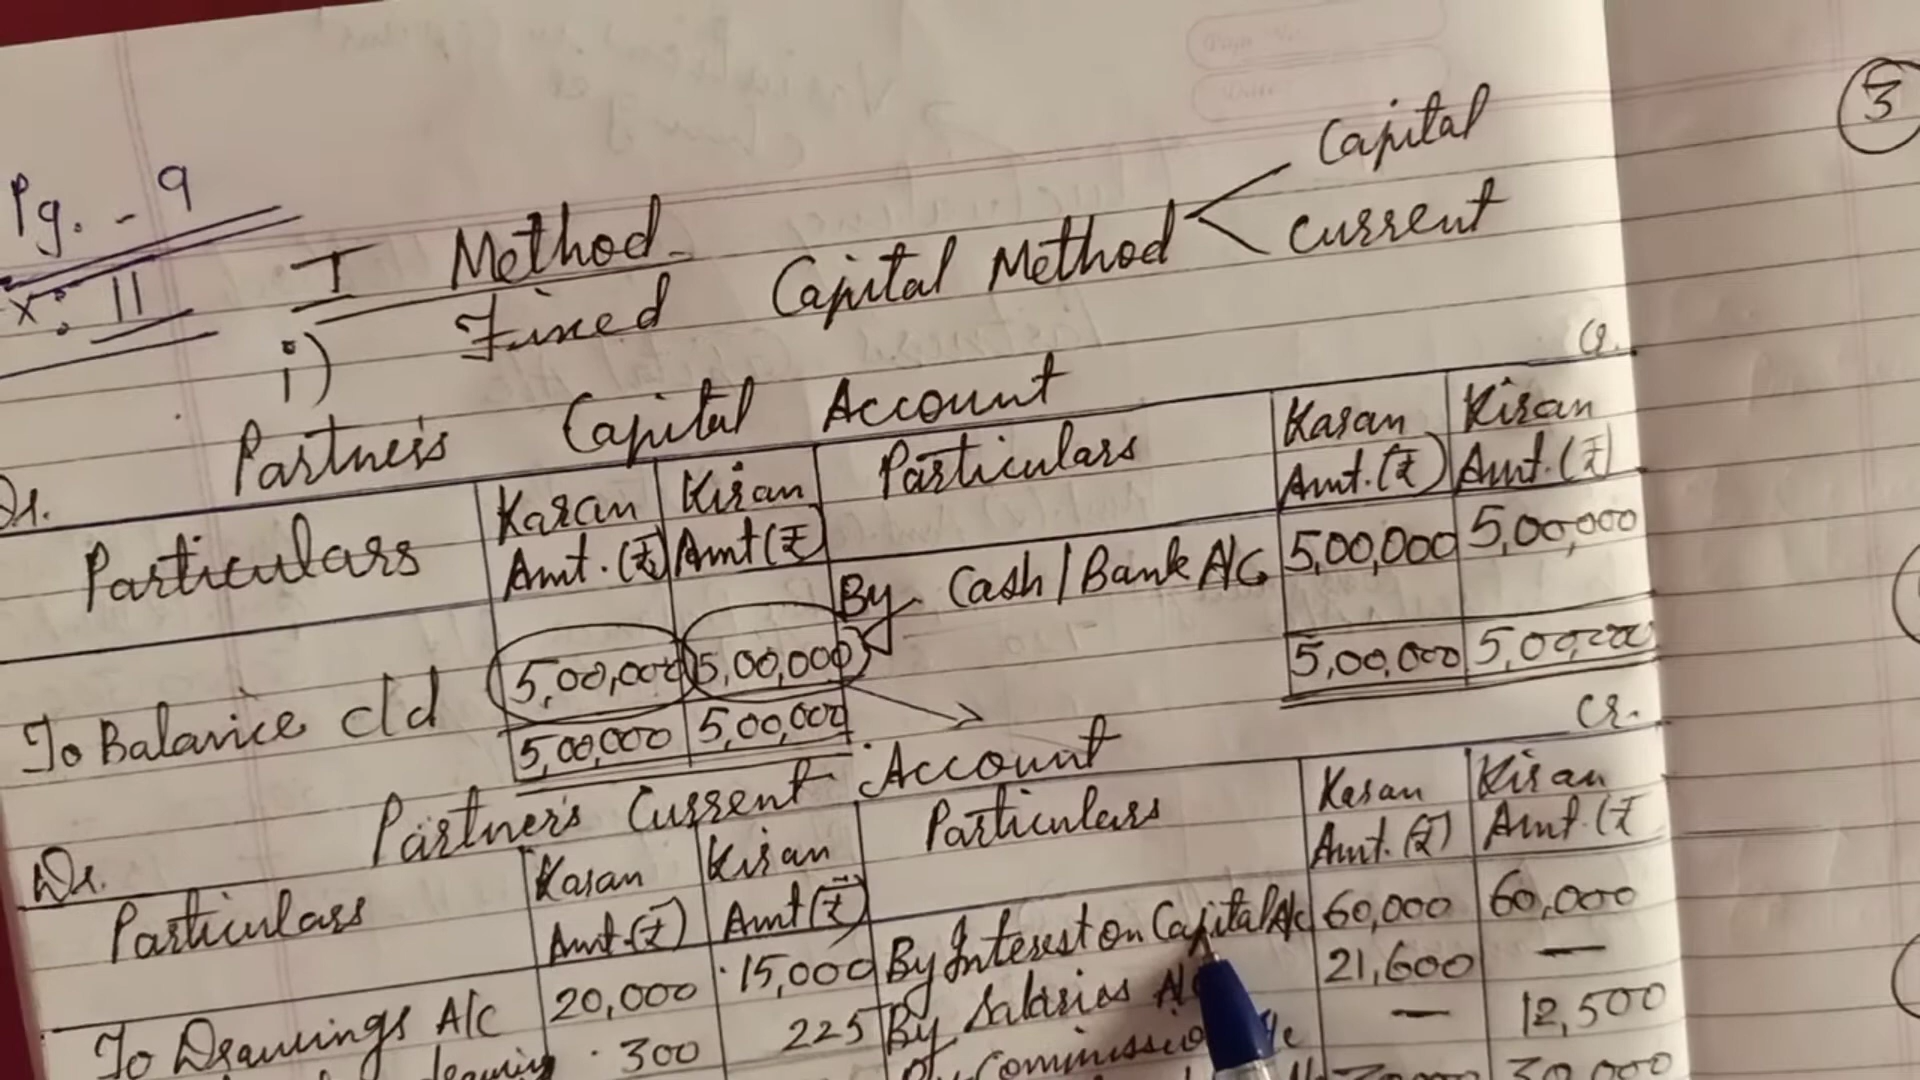 Pg. - 9
x: 11
I Method
i) Fixed Capital Method
Capital
Current
3
Partner's Capital Account
Dr.
Cr.
Particulars Karan Amt. (₹) Kiran Amt (₹) Particulars Karan Amt. (₹) Kiran Amt. (₹)
By Cash/Bank A/c 5,00,000 5,00,000
To Balance c/d 5,00,000 5,00,000
5,00,000 5,00,000 5,00,000 5,00,000
Partner's Current Account
Dr.
Cr.
Particulars Karan Amt. (₹) Kiran Amt (₹) Particulars Karan Amt. (₹) Kiran Amt. (₹
To Drawings A/c 20,000 15,000 By Interest on Capital A/c 60,000 60,000
300 225 By Salaries A/c 21,600 —
— 12,500
30,000